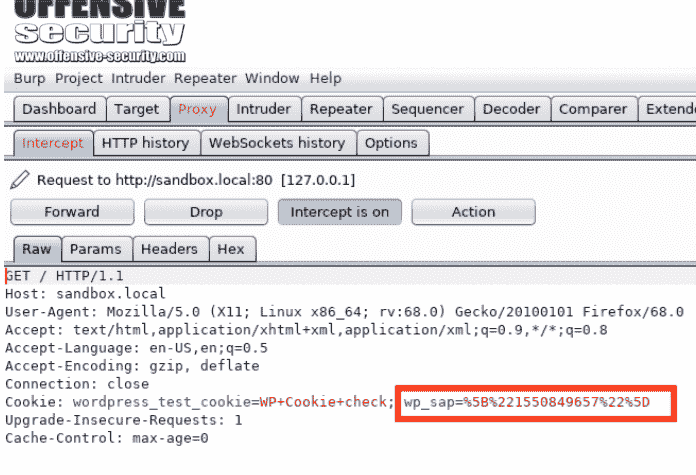 OFFENSIVE
security
www.offensive-security.com
Burp Project Intruder Repeater Window Help
Dashboard Target Proxy Intruder Repeater Sequencer Decoder Comparer Extend
Intercept HTTP history WebSockets history Options
Request to http://sandbox.local:80 [127.0.0.1]
Forward Drop Intercept is on Action
Raw Params Headers Hex
GET / HTTP/1.1
Host: sandbox.local
User-Agent: Mozilla/5.0 (X11; Linux x86_64; rv:68.0) Gecko/20100101 Firefox/68.0
Accept: text/html,application/xhtml+xml,application/xml;q=0.9,*/*;q=0.8
Accept-Language: en-US,en;q=0.5
Accept-Encoding: gzip, deflate
Connection: close
Cookie: wordpress_test_cookie=WP+Cookie+check; wp_sap=%5B%221550849657%22%5D
Upgrade-Insecure-Requests: 1
Cache-Control: max-age=0